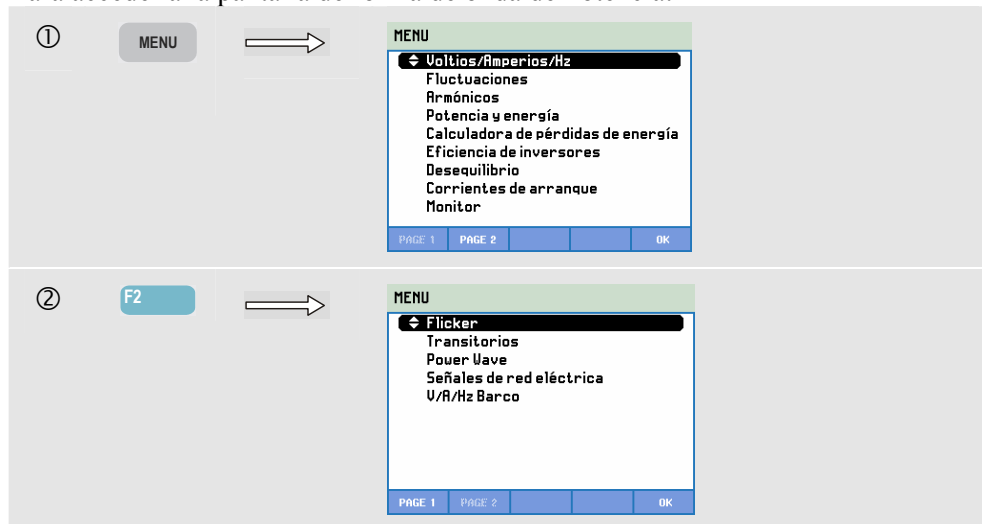 ① MENU
MENU
Voltios/Amperios/Hz
Fluctuaciones
Armónicos
Potencia y energía
Calculadora de pérdidas de energía
Eficiencia de inversores
Desequilibrio
Corrientes de arranque
Monitor
PAGE 1 PAGE 2 OK
② F2
MENU
Flicker
Transitorios
Power Wave
Señales de red eléctrica
V/A/Hz Barco
PAGE 1 PAGE 2 OK